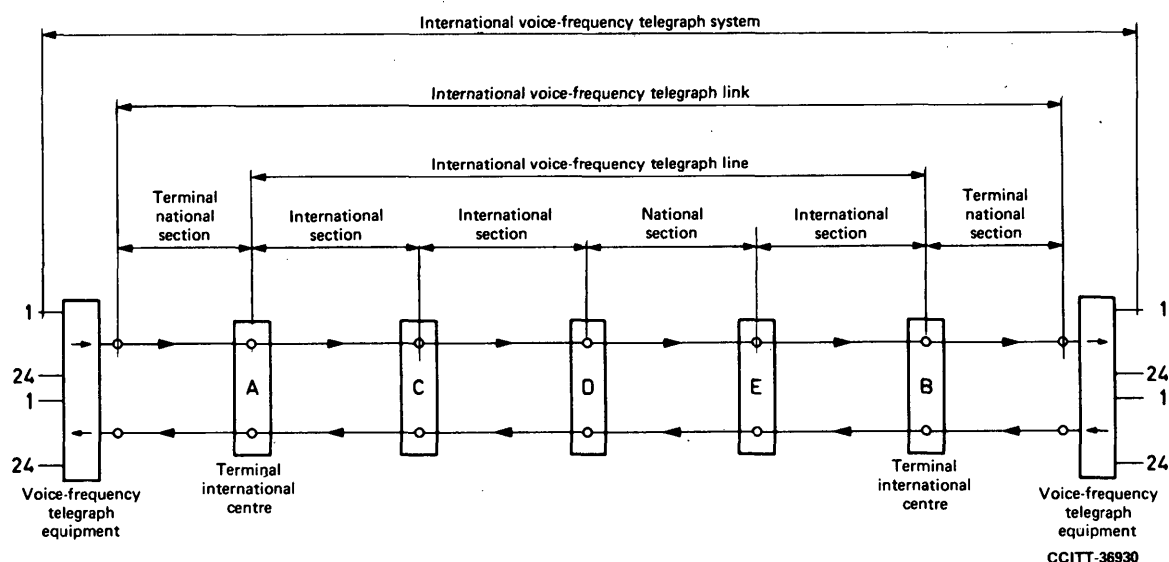 International voice-frequency telegraph system
International voice-frequency telegraph link
International voice-frequency telegraph line
Terminal
national
section
International
section
International
section
National
section
International
section
Terminal
national
section
1
24
1
24
A
C
D
E
B
1
24
1
24
Voice-frequency
telegraph
equipment
Terminal
international
centre
Terminal
international
centre
Voice-frequency
telegraph
equipment
CCITT-36930